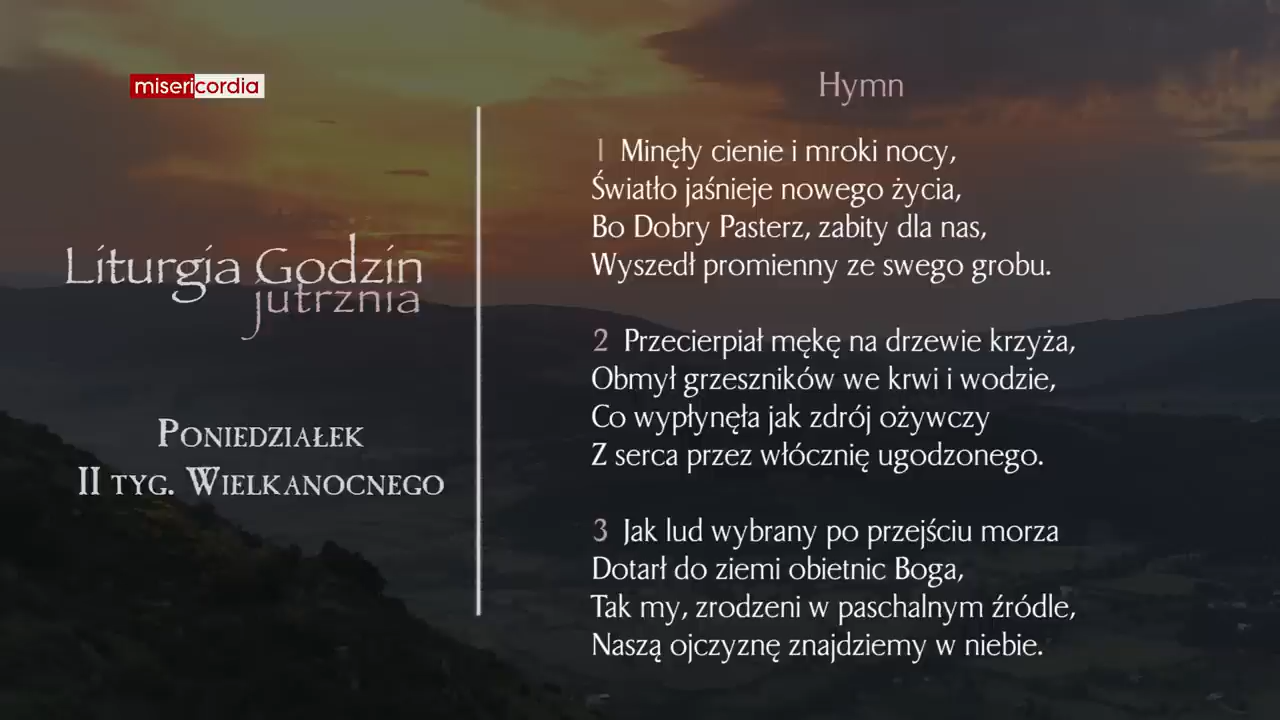 misericordia
Liturgia Godzin
jutrznia
Poniedziałek
II tyg. Wielkanocnego
Hymn
1 Minęły cienie i mroki nocy,
Światło jaśnieje nowego życia,
Bo Dobry Pasterz, zabity dla nas,
Wyszedł promienny ze swego grobu.
2 Przecierpiał mękę na drzewie krzyża,
Obmył grzeszników we krwi i wodzie,
Co wypłynęła jak zdrój ożywczy
Z serca przez włócznię ugodzonego.
3 Jak lud wybrany po przejściu morza
Dotarł do ziemi obietnic Boga,
Tak my, zrodzeni w paschalnym źródle,
Naszą ojczyznę znajdziemy w niebie.